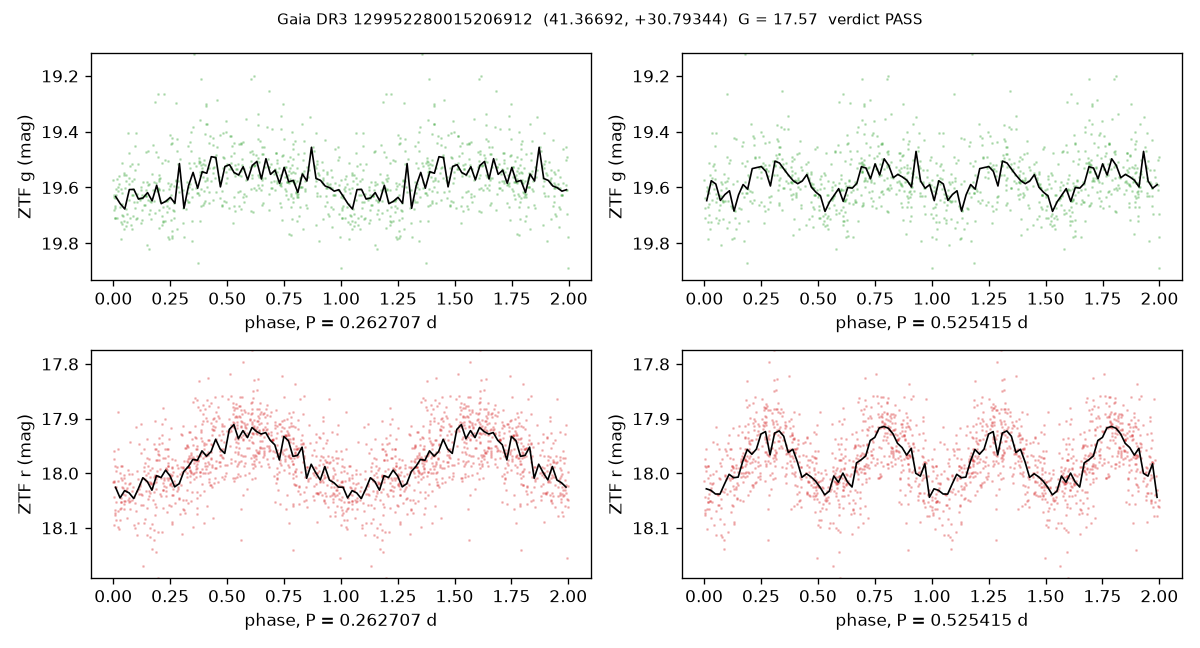 Gaia DR3 129952280015206912 (41.36692, +30.79344) G = 17.57 verdict PASS
ZTF g (mag)
19.2
19.4
19.6
19.8
0.00 0.25 0.50 0.75 1.00 1.25 1.50 1.75 2.00
phase, P = 0.262707 d
ZTF g (mag)
19.2
19.4
19.6
19.8
0.00 0.25 0.50 0.75 1.00 1.25 1.50 1.75 2.00
phase, P = 0.525415 d
ZTF r (mag)
17.8
17.9
18.0
18.1
0.00 0.25 0.50 0.75 1.00 1.25 1.50 1.75 2.00
phase, P = 0.262707 d
ZTF r (mag)
17.8
17.9
18.0
18.1
0.00 0.25 0.50 0.75 1.00 1.25 1.50 1.75 2.00
phase, P = 0.525415 d